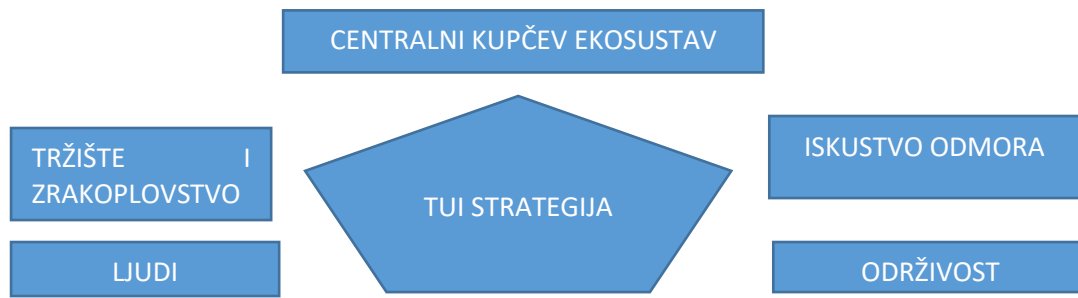 CENTRALNI KUPČEV EKOSUSTAV
TRŽIŠTE I
ZRAKOPLOVSTVO
ISKUSTVO ODMORA
TUI STRATEGIJA
LJUDI
ODRŽIVOST